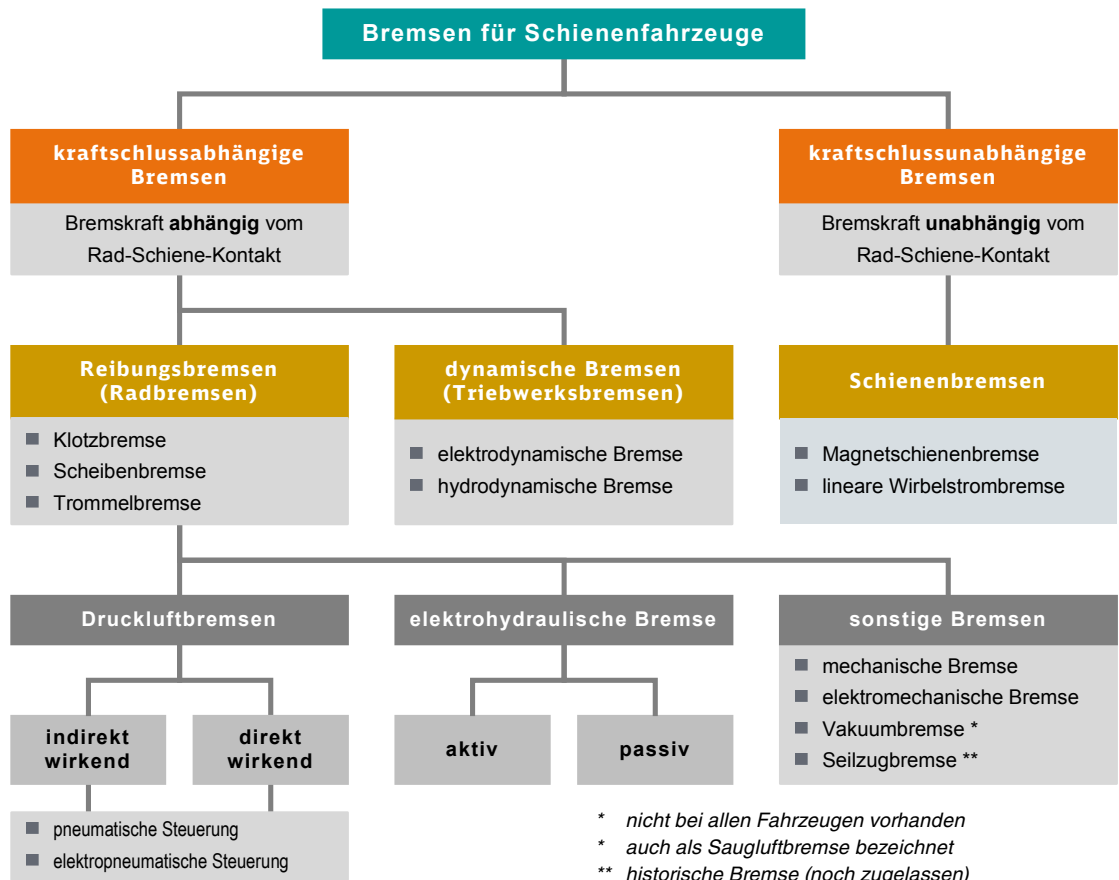 Bremsen für Schienenfahrzeuge
kraftschlussabhängige
Bremsen
Bremskraft abhängig vom
Rad-Schiene-Kontakt
kraftschlussunabhängige
Bremsen
Bremskraft unabhängig vom
Rad-Schiene-Kontakt
Reibungsbremsen
(Radbremsen)
Klotzbremse
Scheibenbremse
Trommelbremse
dynamische Bremsen
(Triebwerksbremsen)
elektrodynamische Bremse
hydrodynamische Bremse
Schienenbremsen
Magnetschienenbremse
lineare Wirbelstrombremse
Druckluftbremsen
indirekt
wirkend
direkt
wirkend
pneumatische Steuerung
elektropneumatische Steuerung
elektrohydraulische Bremse
aktiv
passiv
sonstige Bremsen
mechanische Bremse
elektromechanische Bremse
Vakuumbremse *
Seilzugbremse **
* nicht bei allen Fahrzeugen vorhanden
* auch als Saugluftbremse bezeichnet
** historische Bremse (noch zugelassen)